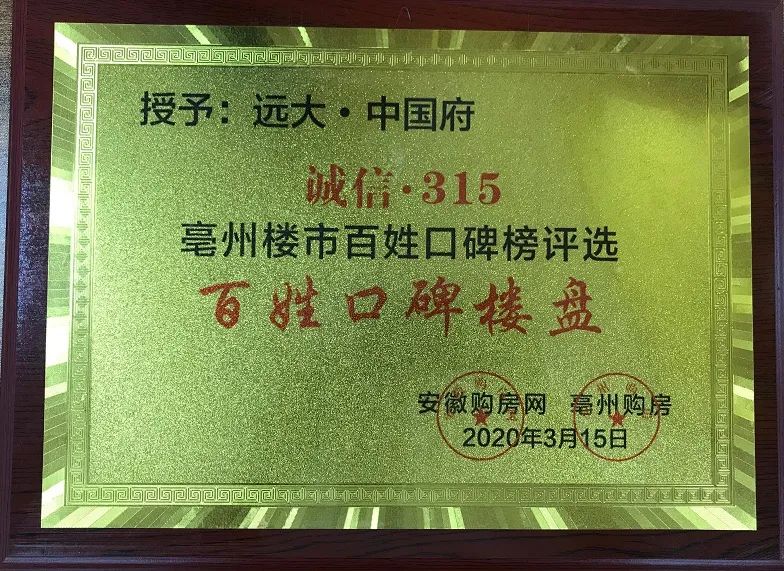 授予：远大·中国府
诚信·315
亳州楼市百姓口碑榜评选
百姓口碑楼盘
安徽购房网 亳州购房
2020年3月15日